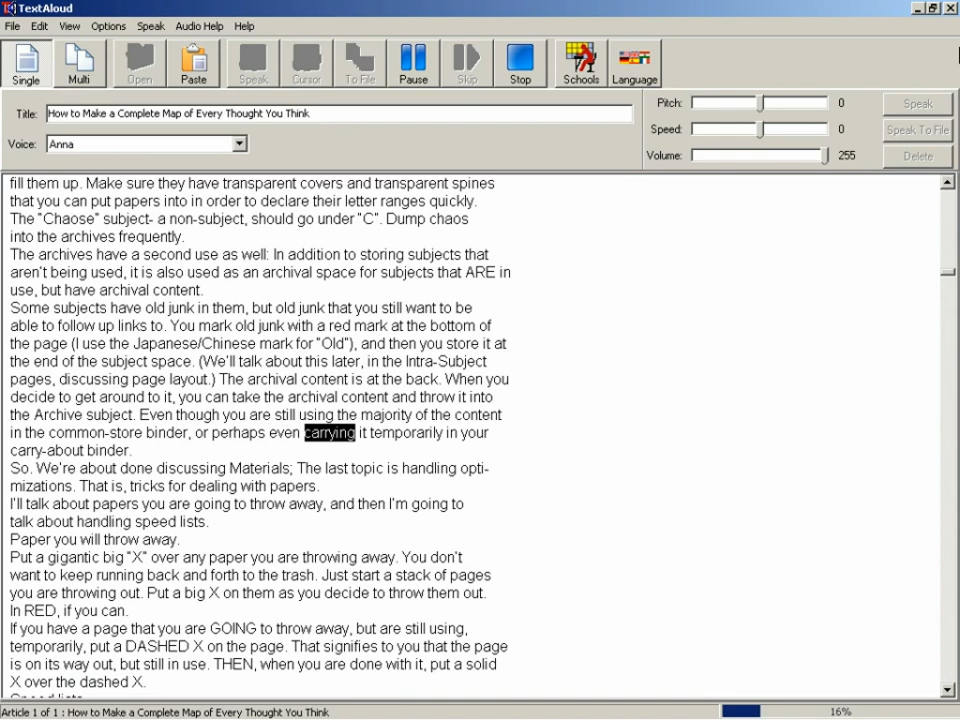 TextAloud
File Edit View Options Speak Audio Help Help
Single Multi Open Paste Speak Cursor To File Pause Skip Stop Schools Language
Title: How to Make a Complete Map of Every Thought You Think
Voice: Anna
Pitch: 0 Speak
Speed: 0 Speak To File
Volume: 255 Delete
fill them up. Make sure they have transparent covers and transparent spines
that you can put papers into in order to declare their letter ranges quickly.
The "Chaose" subject- a non-subject, should go under "C". Dump chaos
into the archives frequently.
The archives have a second use as well: In addition to storing subjects that
aren't being used, it is also used as an archival space for subjects that ARE in
use, but have archival content.
Some subjects have old junk in them, but old junk that you still want to be
able to follow up links to. You mark old junk with a red mark at the bottom of
the page (I use the Japanese/Chinese mark for "Old"), and then you store it at
the end of the subject space. (We'll talk about this later, in the Intra-Subject
pages, discussing page layout.) The archival content is at the back. When you
decide to get around to it, you can take the archival content and throw it into
the Archive subject. Even though you are still using the majority of the content
in the common-store binder, or perhaps even carrying it temporarily in your
carry-about binder.
So. We're about done discussing Materials; The last topic is handling opti-
mizations. That is, tricks for dealing with papers.
I'll talk about papers you are going to throw away, and then I'm going to
talk about handling speed lists.
Paper you will throw away.
Put a gigantic big "X" over any paper you are throwing away. You don't
want to keep running back and forth to the trash. Just start a stack of pages
you are throwing out. Put a big X on them as you decide to throw them out.
In RED, if you can.
If you have a page that you are GOING to throw away, but are still using,
temporarily, put a DASHED X on the page. That signifies to you that the page
is on its way out, but still in use. THEN, when you are done with it, put a solid
X over the dashed X.
Speed lists
Article 1 of 1 : How to Make a Complete Map of Every Thought You Think 16%